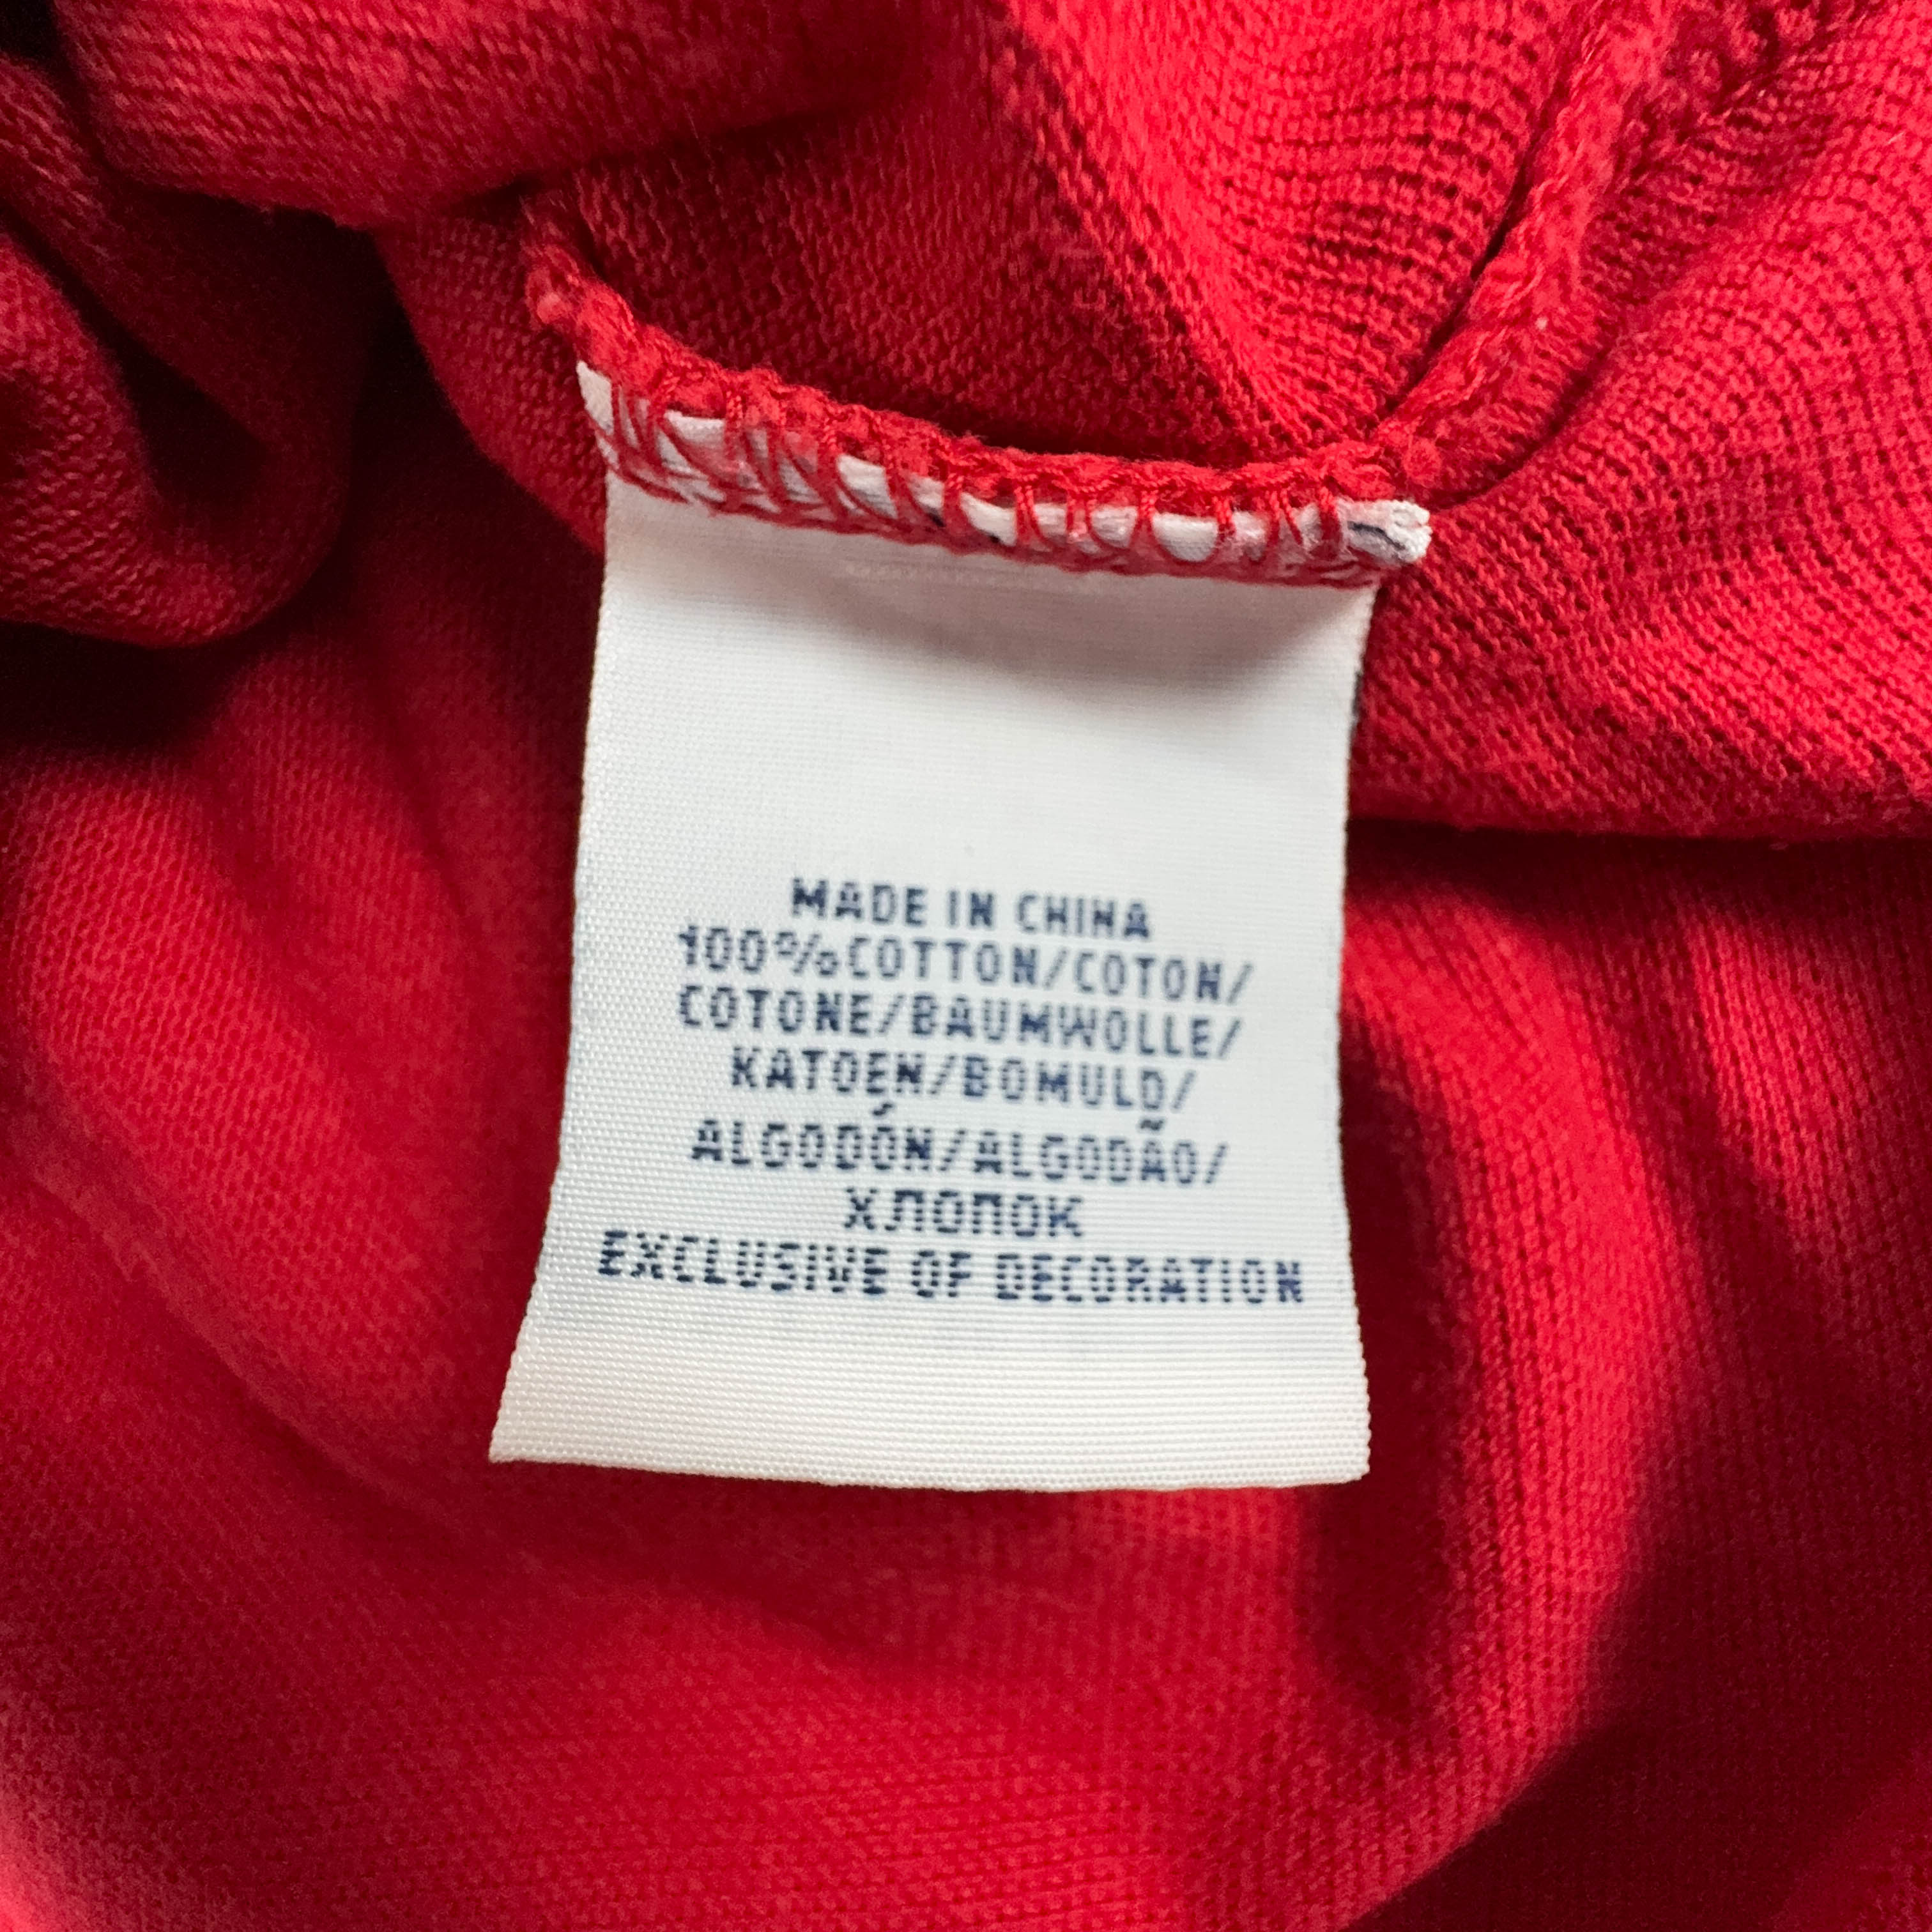 MADE IN CHINA
100%COTTON/COTON/
COTONE/BAUMWOLLE/
KATOEN/BOMULD/
ALGODÓN/ALGODÃO/
ХЛОПОК
EXCLUSIVE OF DECORATION